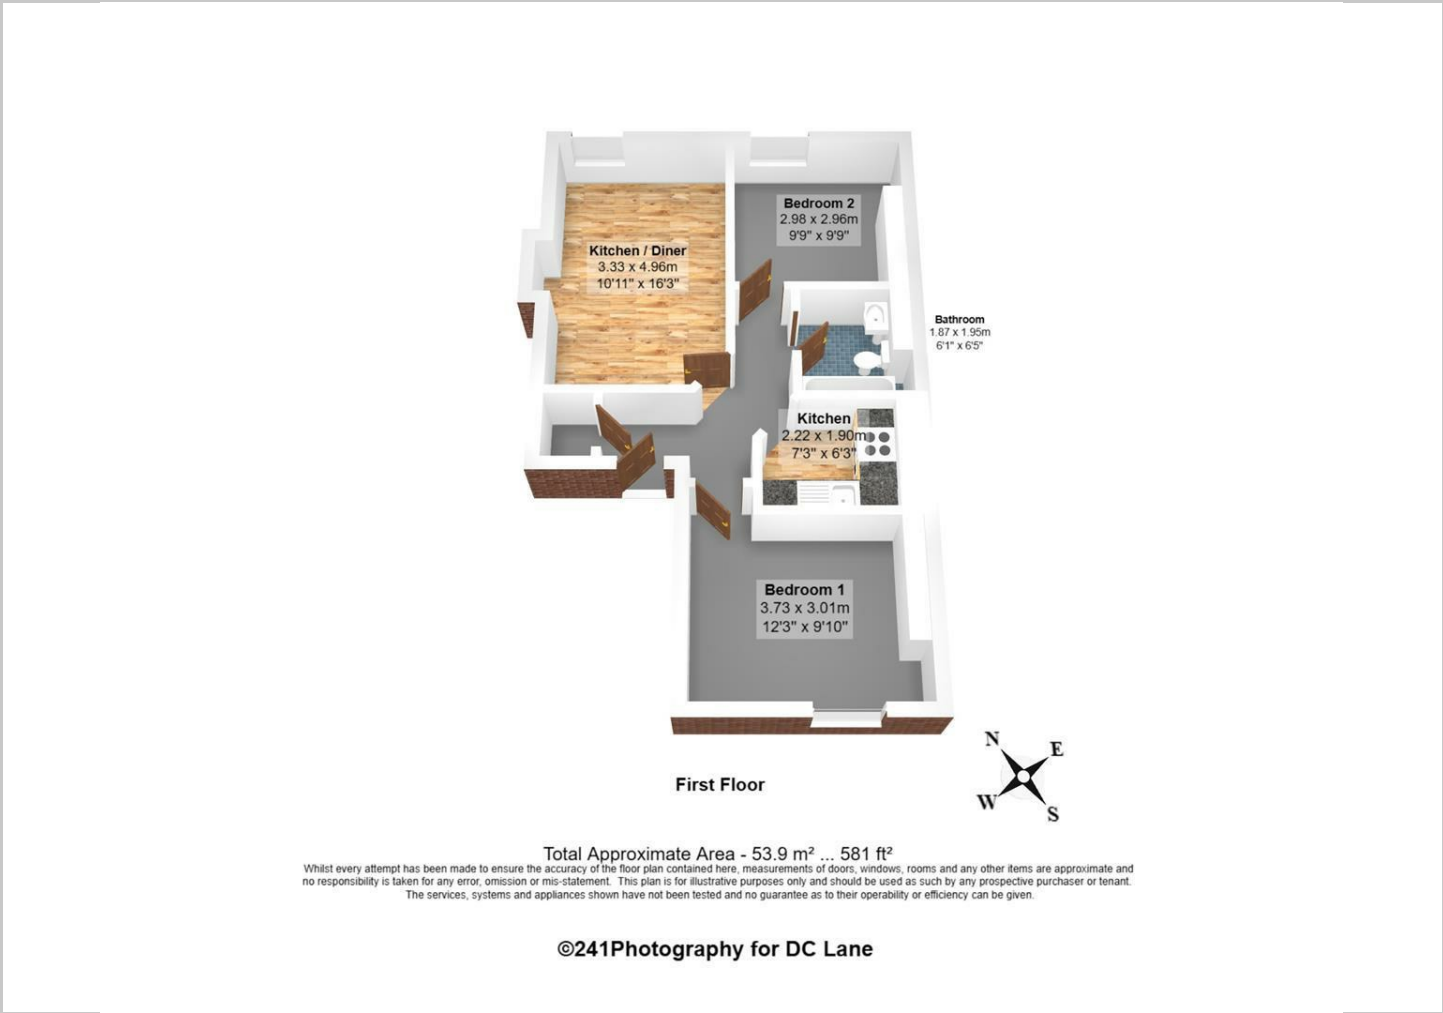 Bedroom 2
2.98 x 2.96m
9'9" x 9'9"
Kitchen / Diner
3.33 x 4.96m
10'11" x 16'3"
Bathroom
1.87 x 1.95m
6'1" x 6'5"
Kitchen
2.22 x 1.90m
7'3" x 6'3"
Bedroom 1
3.73 x 3.01m
12'3" x 9'10"
N
E
W
S
First Floor
Total Approximate Area - 53.9 m² ... 581 ft²
Whilst every attempt has been made to ensure the accuracy of the floor plan contained here, measurements of doors, windows, rooms and any other items are approximate and
no responsibility is taken for any error, omission or mis-statement. This plan is for illustrative purposes only and should be used as such by any prospective purchaser or tenant.
The services, systems and appliances shown have not been tested and no guarantee as to their operability or efficiency can be given.
©241Photography for DC Lane